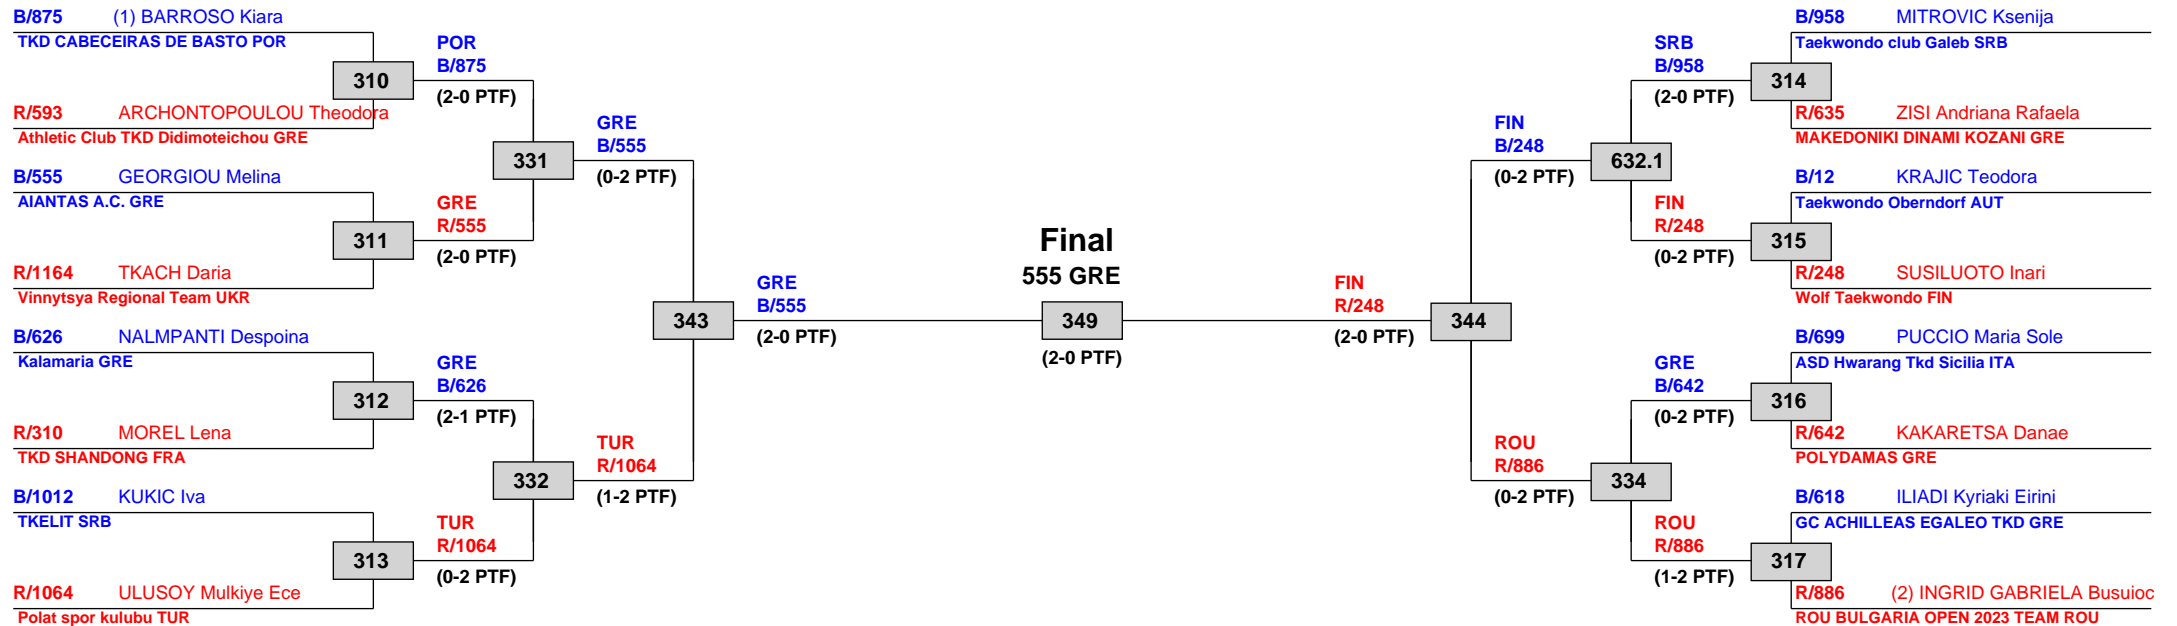 B/875 (1) BARROSO Kiara
TKD CABECEIRAS DE BASTO POR
310
R/593 ARCHONTOPOULOU Theodora
Athletic Club TKD Didimoteichou GRE
B/555 GEORGIOU Melina
AIANTAS A.C. GRE
311
R/1164 TKACH Daria
Vinnytsya Regional Team UKR
B/626 NALMPANTI Despoina
Kalamaria GRE
312
R/310 MOREL Lena
TKD SHANDONG FRA
B/1012 KUKIC Iva
TKELIT SRB
313
R/1064 ULUSOY Mulkiye Ece
Polat spor kulubu TUR
POR
B/875
(2-0 PTF)
331
GRE
R/555
(2-0 PTF)
GRE
B/626
(2-1 PTF)
332
TUR
R/1064
(0-2 PTF)
GRE
B/555
(0-2 PTF)
343
TUR
R/1064
(1-2 PTF)
GRE
B/555
(2-0 PTF)
Final
555 GRE
349
(2-0 PTF)
FIN
R/248
(2-0 PTF)
344
FIN
B/248
(0-2 PTF)
ROU
R/886
(0-2 PTF)
632.1
334
SRB
B/958
(2-0 PTF)
FIN
R/248
(0-2 PTF)
GRE
B/642
(0-2 PTF)
ROU
R/886
(1-2 PTF)
B/958 MITROVIC Ksenija
Taekwondo club Galeb SRB
314
R/635 ZISI Andriana Rafaela
MAKEDONIKI DINAMI KOZANI GRE
B/12 KRAJIC Teodora
Taekwondo Oberndorf AUT
315
R/248 SUSILUOTO Inari
Wolf Taekwondo FIN
B/699 PUCCIO Maria Sole
ASD Hwarang Tkd Sicilia ITA
316
R/642 KAKARETSA Danae
POLYDAMAS GRE
B/618 ILIADI Kyriaki Eirini
GC ACHILLEAS EGALEO TKD GRE
317
R/886 (2) INGRID GABRIELA Busuioc
ROU BULGARIA OPEN 2023 TEAM ROU